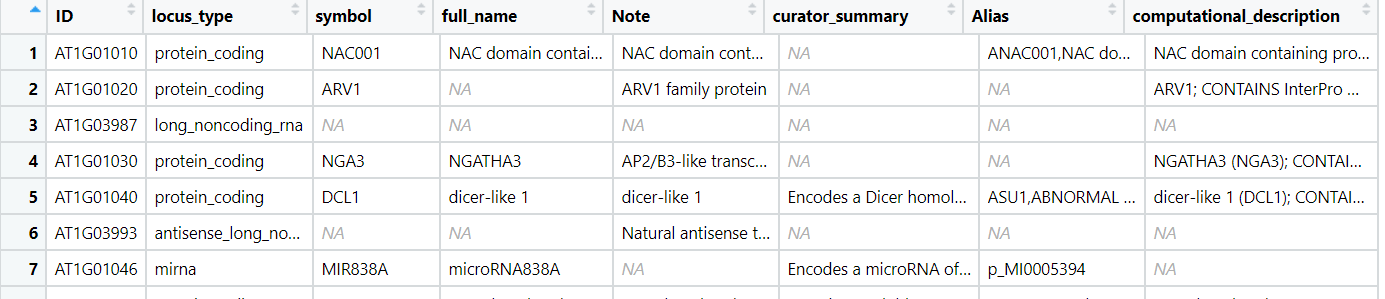 ID locus_type symbol full_name Note curator_summary Alias computational_description
1 AT1G01010 protein_coding NAC001 NAC domain contai... NAC domain cont... NA ANAC001,NAC do... NAC domain containing pro...
2 AT1G01020 protein_coding ARV1 NA ARV1 family protein NA NA ARV1; CONTAINS InterPro ...
3 AT1G03987 long_noncoding_rna NA NA NA NA NA NA
4 AT1G01030 protein_coding NGA3 NGATHA3 AP2/B3-like transc... NA NA NGATHA3 (NGA3); CONTAI...
5 AT1G01040 protein_coding DCL1 dicer-like 1 dicer-like 1 Encodes a Dicer homol... ASU1,ABNORMAL ... dicer-like 1 (DCL1); CONTAI...
6 AT1G03993 antisense_long_no... NA NA Natural antisense t... NA NA NA
7 AT1G01046 mirna MIR838A microRNA838A NA Encodes a microRNA of... p_MI0005394 NA